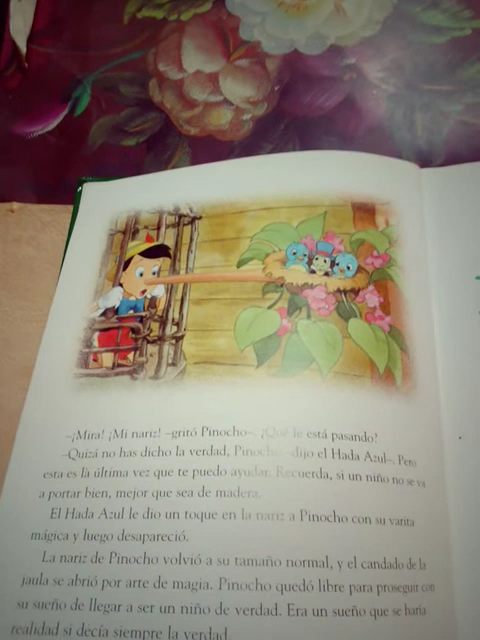 –¡Mira! ¡Mi nariz! –gritó Pinocho–. ¿Qué le está pasando?
–Quizá no has dicho la verdad, Pinocho –dijo el Hada Azul–. Pero
esta es la última vez que te puedo ayudar. Recuerda, si un niño no se va
a portar bien, mejor que sea de madera.
El Hada Azul le dio un toque en la nariz a Pinocho con su varita
mágica y luego desapareció.
La nariz de Pinocho volvió a su tamaño normal, y el candado de la
jaula se abrió por arte de magia. Pinocho quedó libre para proseguir con
su sueño de llegar a ser un niño de verdad. Era un sueño que se haría
realidad si decía siempre la verdad.